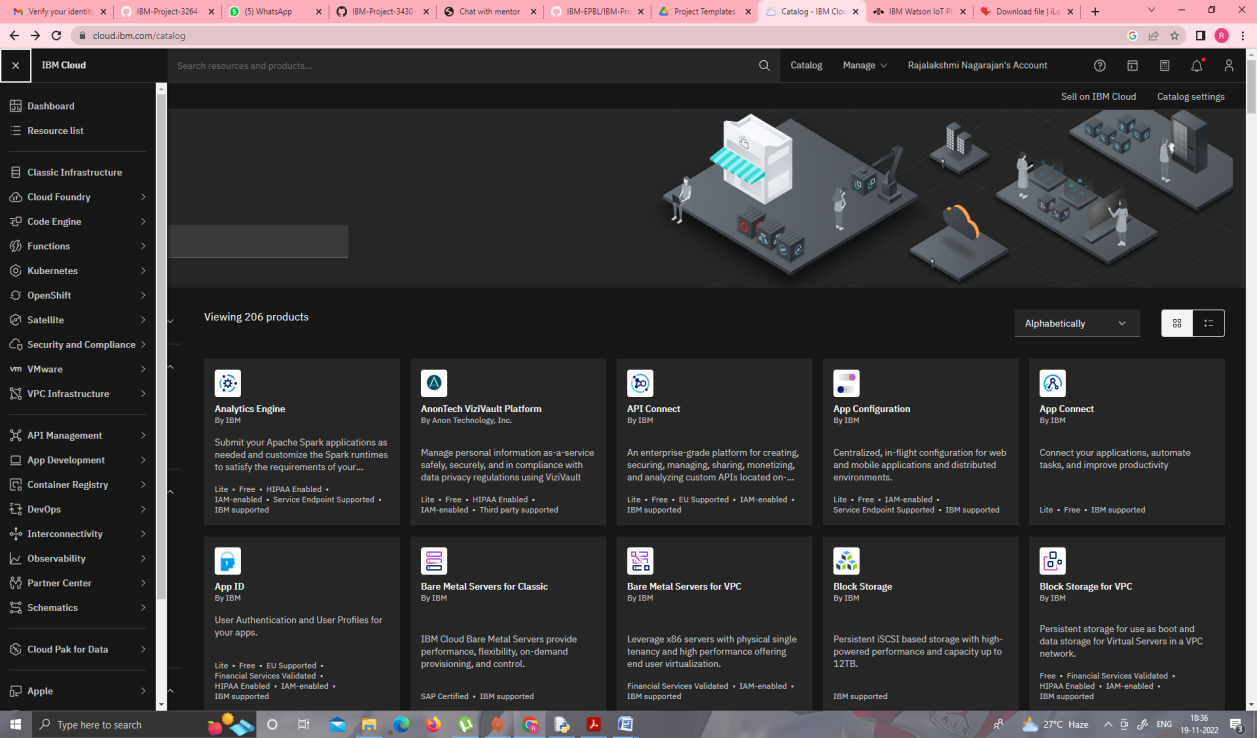 Verify your identity
IBM-Project-3264-
(5) WhatsApp
IBM-Project-3430-
Chat with mentor
IBM-EPBL/IBM-Pro
Project Templates
Catalog - IBM Clou
IBM Watson IoT Pl
Download file | iLo
cloud.ibm.com/catalog
R
IBM Cloud
Search resources and products...
Catalog
Manage
Rajalakshmi Nagarajan's Account
Sell on IBM Cloud
Catalog settings
Dashboard
Resource list
Classic Infrastructure
Cloud Foundry
Code Engine
Functions
Kubernetes
OpenShift
Satellite
Security and Compliance
vm VMware
VPC Infrastructure
API Management
App Development
Container Registry
DevOps
Interconnectivity
Observability
Partner Center
Schematics
Cloud Pak for Data
Apple
Viewing 206 products
Alphabetically
Analytics Engine
By IBM
Submit your Apache Spark applications as
needed and customize the Spark runtimes
to satisfy the requirements of your...
Lite • Free • HIPAA Enabled •
IAM-enabled • Service Endpoint Supported •
IBM supported
AnonTech ViziVault Platform
By Anon Technology, Inc.
Manage personal information as-a-service
safely, securely, and in compliance with
data privacy regulations using ViziVault
Lite • Free • HIPAA Enabled •
IAM-enabled • Third party supported
API Connect
By IBM
An enterprise-grade platform for creating,
securing, managing, sharing, monetizing,
and analyzing custom APIs located on-...
Lite • Free • EU Supported • IAM-enabled •
IBM supported
App Configuration
By IBM
Centralized, in-flight configuration for web
and mobile applications and distributed
environments.
Lite • Free • IAM-enabled •
Service Endpoint Supported • IBM supported
App Connect
By IBM
Connect your applications, automate
tasks, and improve productivity
Lite • Free • IBM supported
App ID
By IBM
User Authentication and User Profiles for
your apps.
Lite • Free • EU Supported •
Financial Services Validated •
HIPAA Enabled • IAM-enabled •
IBM supported
Bare Metal Servers for Classic
By IBM
IBM Cloud Bare Metal Servers provide
performance, flexibility, on-demand
provisioning, and control.
SAP Certified • IBM supported
Bare Metal Servers for VPC
By IBM
Leverage x86 servers with physical single
tenancy and high performance offering
end user virtualization.
Financial Services Validated • IAM-enabled •
IBM supported
Block Storage
By IBM
Persistent iSCSI based storage with high-
powered performance and capacity up to
12TB.
IBM supported
Block Storage for VPC
By IBM
Persistent storage for use as boot and
data storage for Virtual Servers in a VPC
network.
Free • Financial Services Validated •
HIPAA Enabled • IAM-enabled •
IBM supported
Type here to search
27°C Haze
ENG
18:36
19-11-2022
3